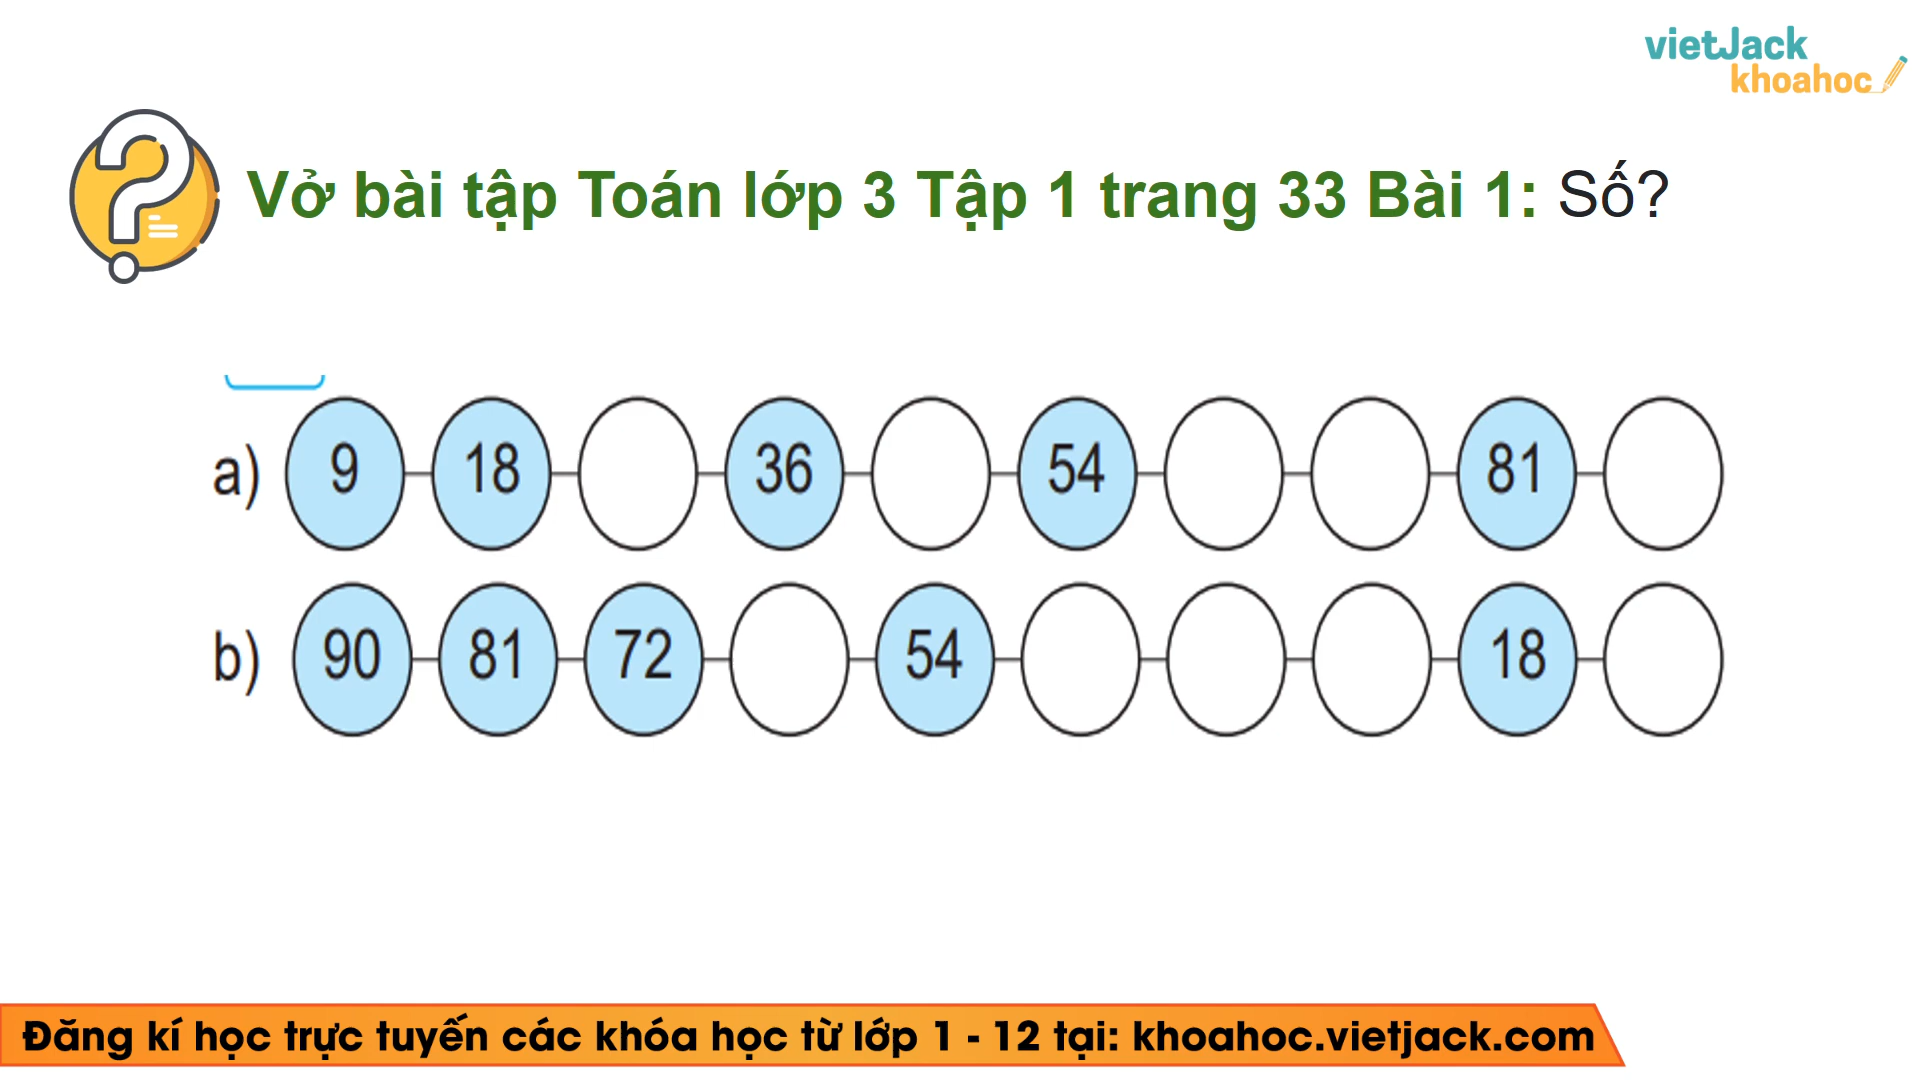 vietJack
khoahoc
Vở bài tập Toán lớp 3 Tập 1 trang 33 Bài 1: Số?
a) 9 18 36 54 81
b) 90 81 72 54 18
Đăng kí học trực tuyến các khóa học từ lớp 1 - 12 tại: khoahoc.vietjack.com